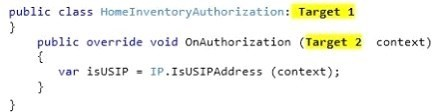 public class HomeInventoryAuthorization: Target 1
}
public override void OnAuthorization (Target 2 context)
{
var isUSIP = IP.IsUSIPAddress (context);
}
}